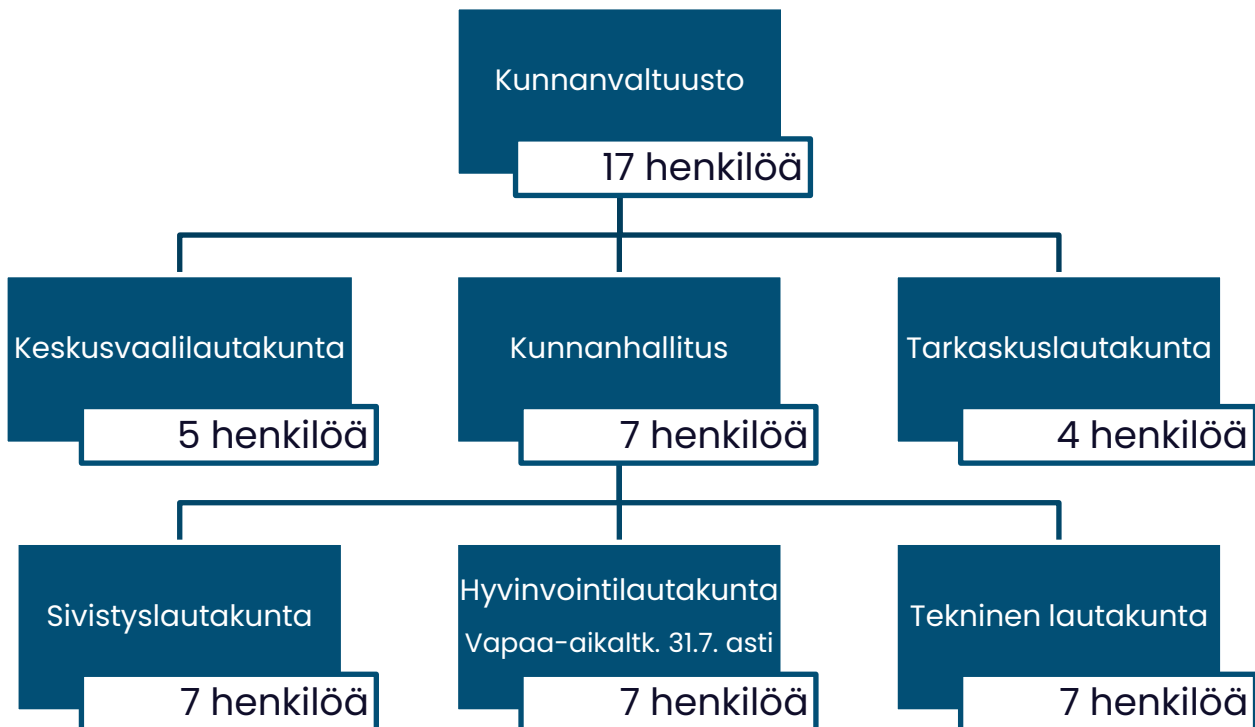 Kunnanvaltuusto
17 henkilöä
Keskusvaalilautakunta
5 henkilöä
Kunnanhallitus
7 henkilöä
Tarkaskuslautakunta
4 henkilöä
Sivistyslautakunta
7 henkilöä
Hyvinvointilautakunta
Vapaa-aikaltk. 31.7. asti
7 henkilöä
Tekninen lautakunta
7 henkilöä